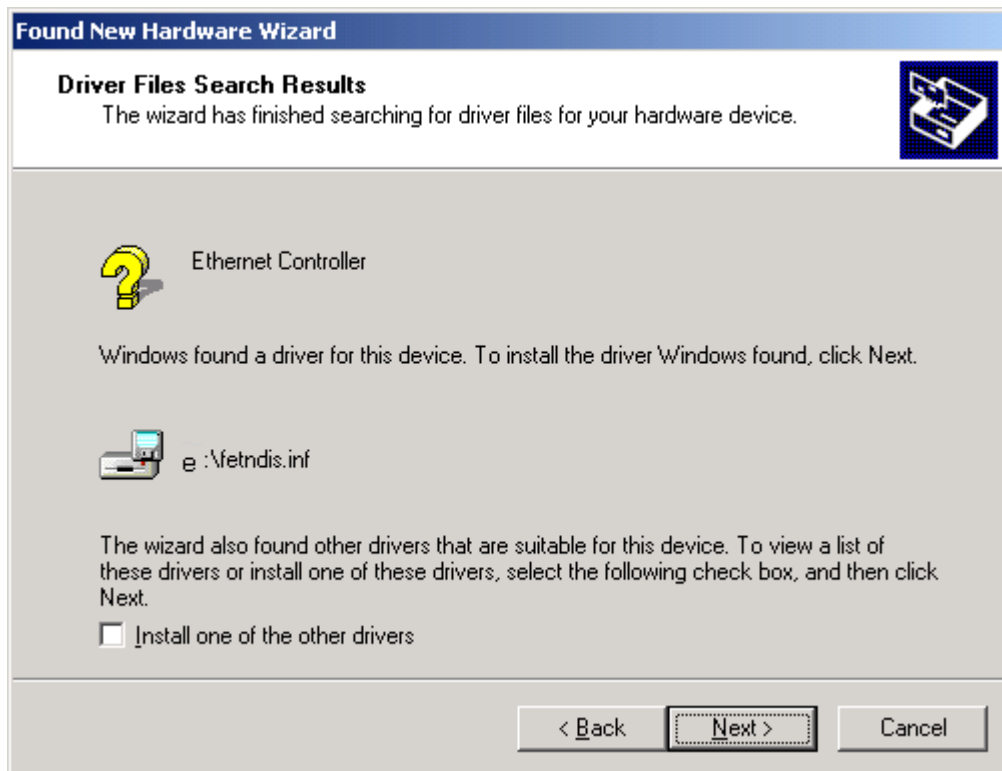 Found New Hardware Wizard
Driver Files Search Results
The wizard has finished searching for driver files for your hardware device.
Ethernet Controller
Windows found a driver for this device. To install the driver Windows found, click Next.
e :\fetndis.inf
The wizard also found other drivers that are suitable for this device. To view a list of
these drivers or install one of these drivers, select the following check box, and then click
Next.
Install one of the other drivers
< Back Next > Cancel